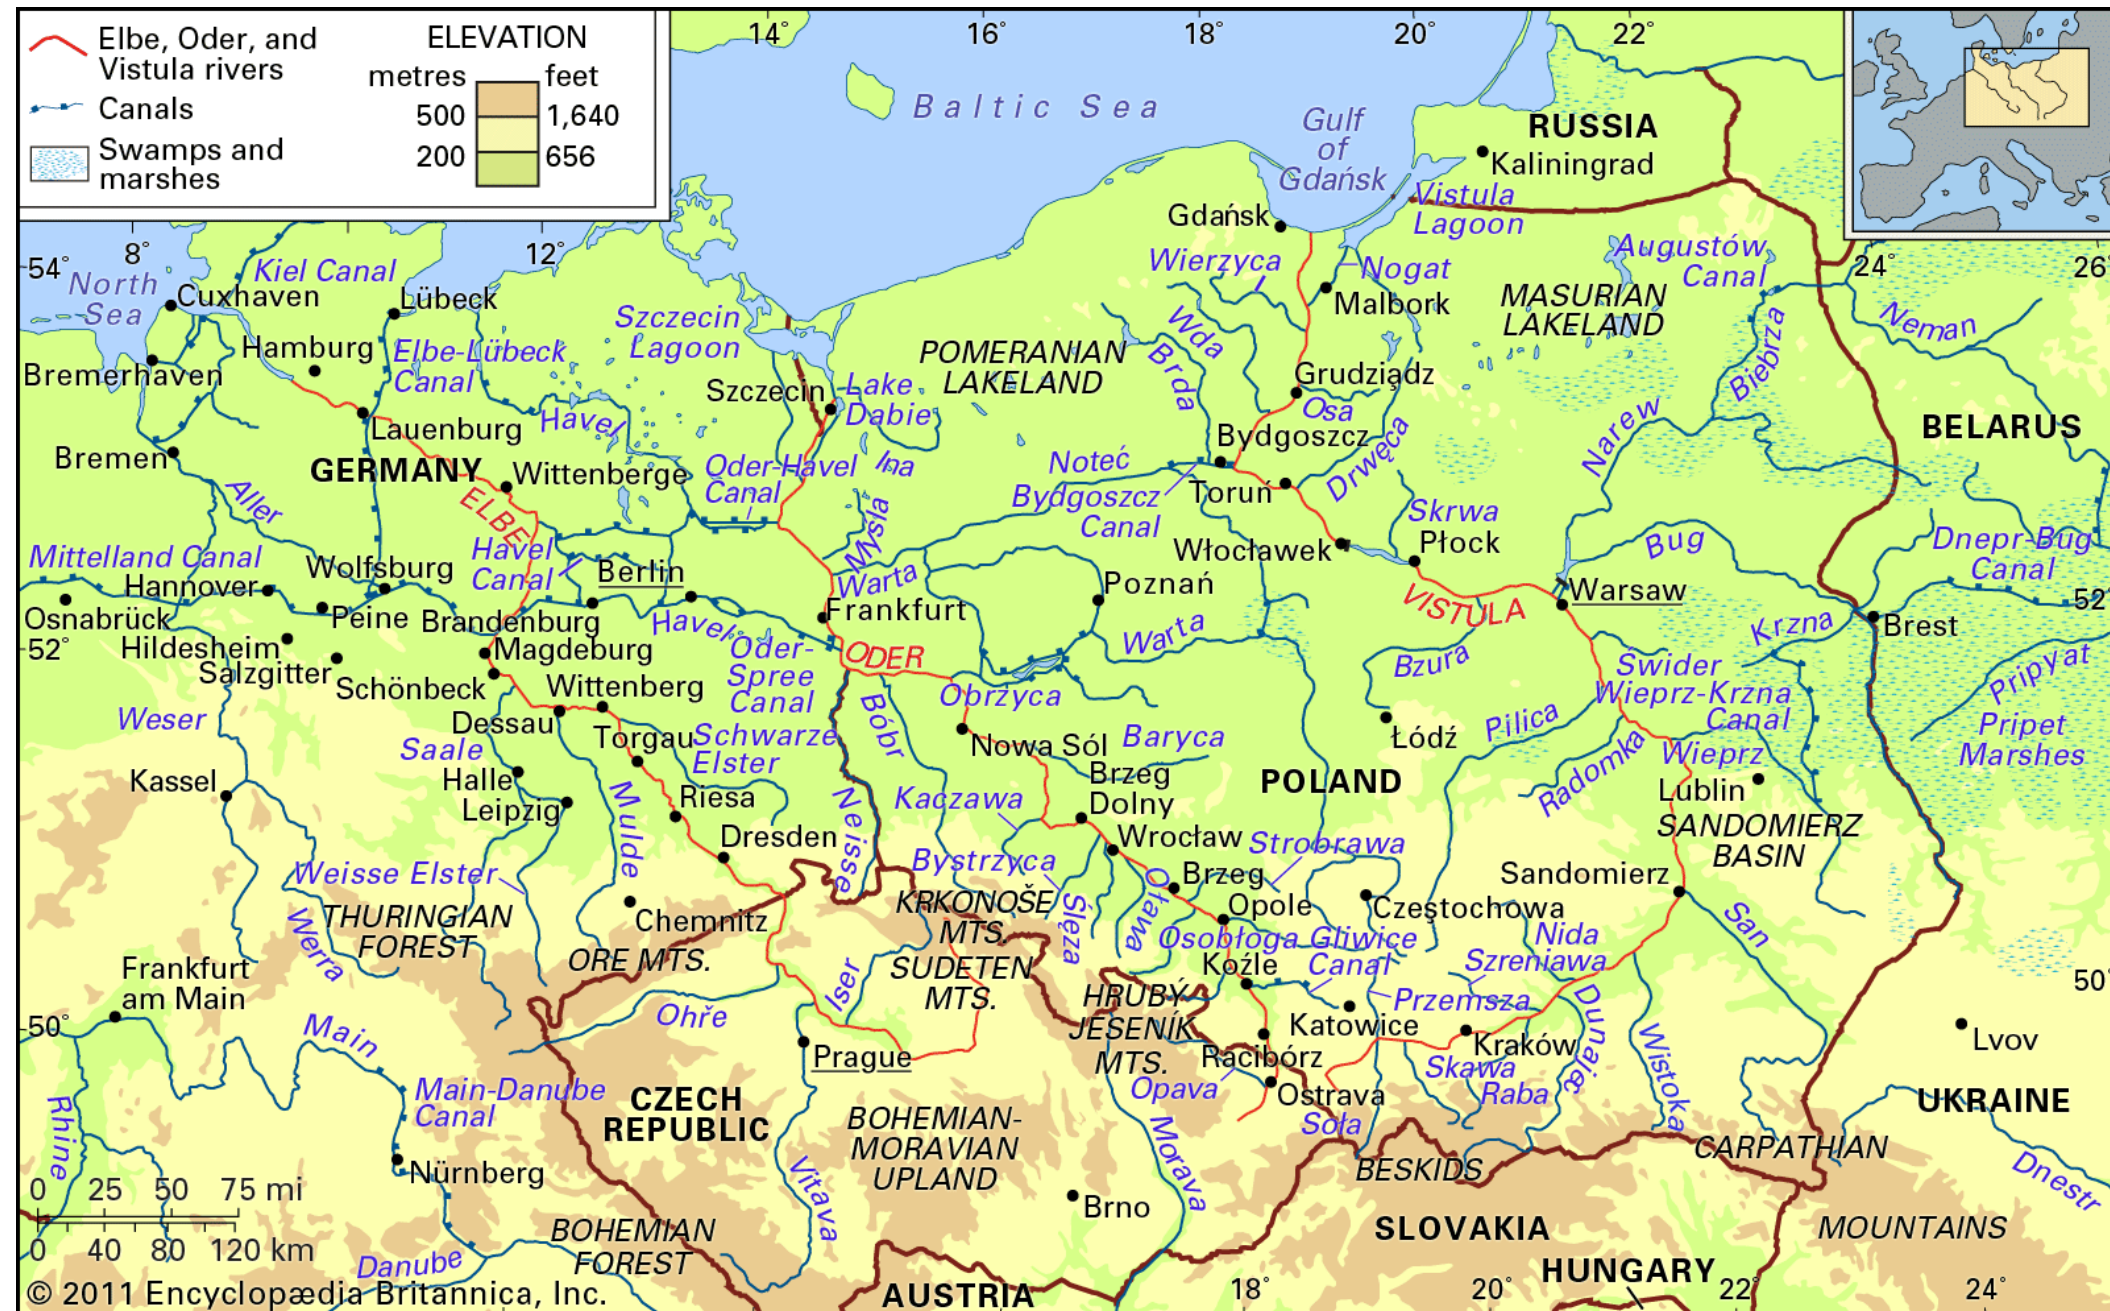 Elbe, Oder, and
Vistula rivers
Canals
Swamps and
marshes
ELEVATION
metres feet
500 1,640
200 656
14° 16° 18° 20° 22°
Baltic Sea
Gulf
of
Gdańsk
RUSSIA
Kaliningrad
Vistula
Lagoon
Gdańsk
8° 12°
54°
24° 26°
North
Sea
Kiel Canal
Cuxhaven
Lübeck
Szczecin
Lagoon
Wierzyca
Nogat
Malbork
MASURIAN
LAKELAND
Augustów
Canal
Neman
Hamburg
Elbe-Lübeck
Canal
Bremerhaven
POMERANIAN
LAKELAND
Wda
Brda
Biebrza
Szczecin
Lake
Dabie
Grudziądz
Osa
Havel
Lauenburg
Bydgoszcz
Drwęca
Narew
BELARUS
Bremen
GERMANY
Wittenberge
Oder-Havel
Canal
Ina
Noteć
Bydgoszcz
Canal
Toruń
Aller
ELBE
Myśla
Skrwa
Płock
Włocławek
Bug
Dnepr-Bug
Canal
Mittelland Canal
Wolfsburg
Havel
Canal
Berlin
Warta
Poznań
Warsaw
Hannover
Osnabrück
Peine
Brandenburg
Frankfurt
VISTULA
52°
Brest
Krzna
Hildesheim
52°
Salzgitter
Magdeburg
Havel
Oder-
Spree
Canal
ODER
Warta
Bzura
Swider
Wieprz-Krzna
Canal
Pripyat
Pripet
Marshes
Schönbeck
Wittenberg
Weser
Dessau
Obrzyca
Bóbr
Torgau
Schwarze
Elster
Nowa Sól
Baryca
Łódź
Pilica
Radomka
Wieprz
Lublin
Saale
Halle
Leipzig
Kassel
Mulde
Riesa
Dresden
Neisse
Kaczawa
Brzeg
Dolny
POLAND
Wrocław
Strobrawa
SANDOMIERZ
BASIN
Sandomierz
Weisse Elster
Bystrzyca
Brzeg
Oława
Opole
Częstochowa
THURINGIAN
FOREST
Werra
Chemnitz
ORE MTS.
KRKONOŠE
MTS.
Ślęza
Osobłoga
Gliwice
Canal
Nida
Szreniawa
San
Frankfurt
am Main
SUDETEN
MTS.
Iser
Koźle
HRUBÝ
JESENÍK
MTS.
Przemsza
50°
50°
Main
Ohře
Prague
Katowice
Kraków
Dunajec
Wistoka
Lvov
Racibórz
Opava
Ostrava
Skawa
Raba
Soła
Rhine
Main-Danube
Canal
CZECH
REPUBLIC
BOHEMIAN-
MORAVIAN
UPLAND
Morava
UKRAINE
BESKIDS
CARPATHIAN
Dnestr
Nürnberg
Vltava
Brno
0 25 50 75 mi
0 40 80 120 km
BOHEMIAN
FOREST
Danube
SLOVAKIA
MOUNTAINS
HUNGARY
AUSTRIA
18° 20° 22° 24°
© 2011 Encyclopædia Britannica, Inc.